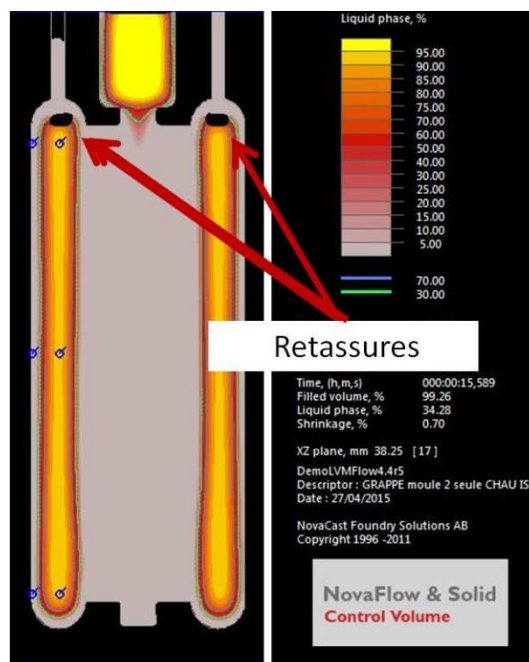 Liquid phase, %
95.00
90.00
85.00
80.00
75.00
70.00
60.00
55.00
50.00
45.00
40.00
35.00
30.00
25.00
20.00
15.00
10.00
5.00
70.00
30.00
Retassures
Time, (h,m,s) 000:00:15,589
Filled volume, % 99.26
Liquid phase, % 34.28
Shrinkage, % 0.70
XZ plane, mm 38.25 [17]
DemoLVMFlow4.4r5
Descriptor : GRAPPE moule 2 seule CHAU IS
Date : 27/04/2015
NovaCast Foundry Solutions AB
Copyright 1996 -2011
NovaFlow & Solid
Control Volume